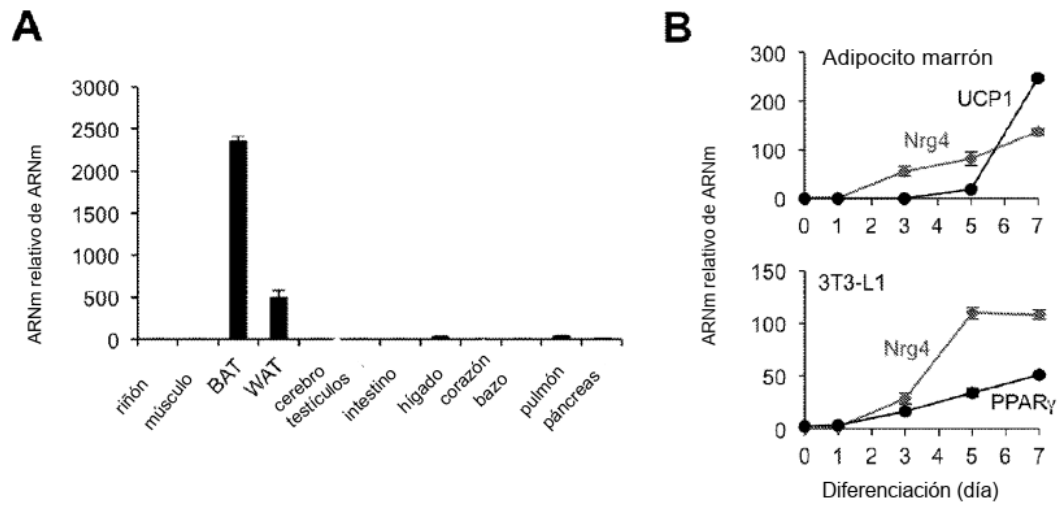 A
ARNm relativo de ARNm
3000
2500
2000
1500
1000
500
0
riñón
músculo
BAT
WAT
cerebro
testículos
intestino
hígado
corazón
bazo
pulmón
páncreas
B
ARNm relativo de ARNm
Adipocito marrón
UCP1
Nrg4
300
200
100
0
0 1 2 3 4 5 6 7
3T3-L1
Nrg4
PPARγ
150
100
50
0
0 1 2 3 4 5 6 7
Diferenciación (día)